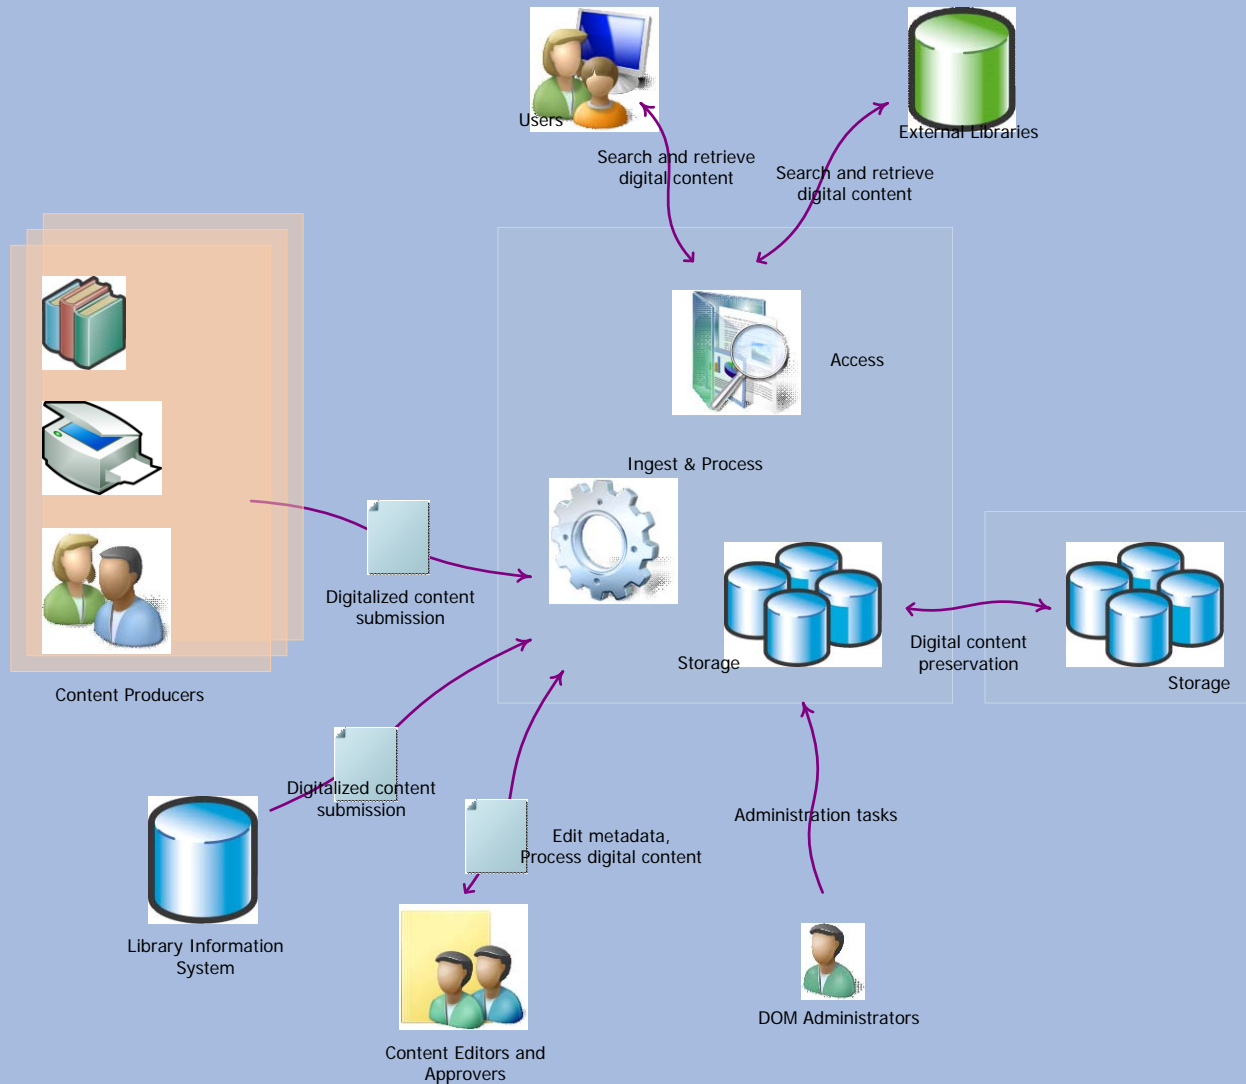 Users
External Libraries
Search and retrieve
digital content
Search and retrieve
digital content
Access
Ingest & Process
Digitalized content
submission
Storage
Digital content
preservation
Storage
Content Producers
Digitalized content
submission
Edit metadata,
Process digital content
Administration tasks
Library Information
System
DOM Administrators
Content Editors and
Approvers